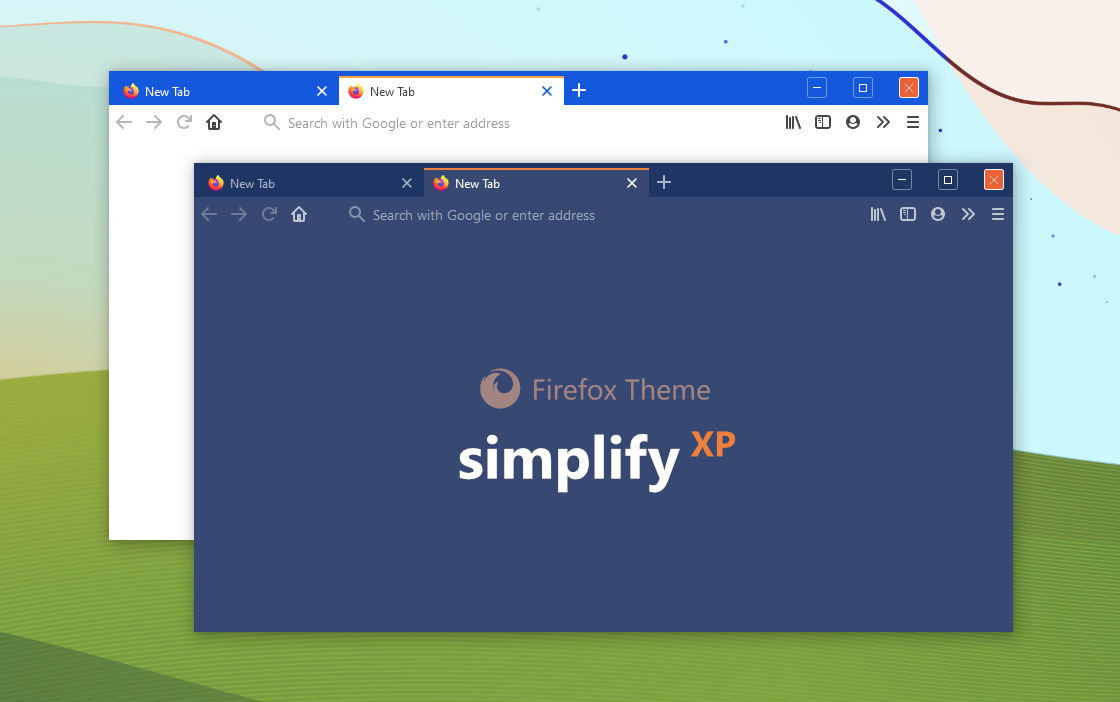 New Tab
New Tab
Search with Google or enter address
New Tab
New Tab
Search with Google or enter address
Firefox Theme
simplify XP